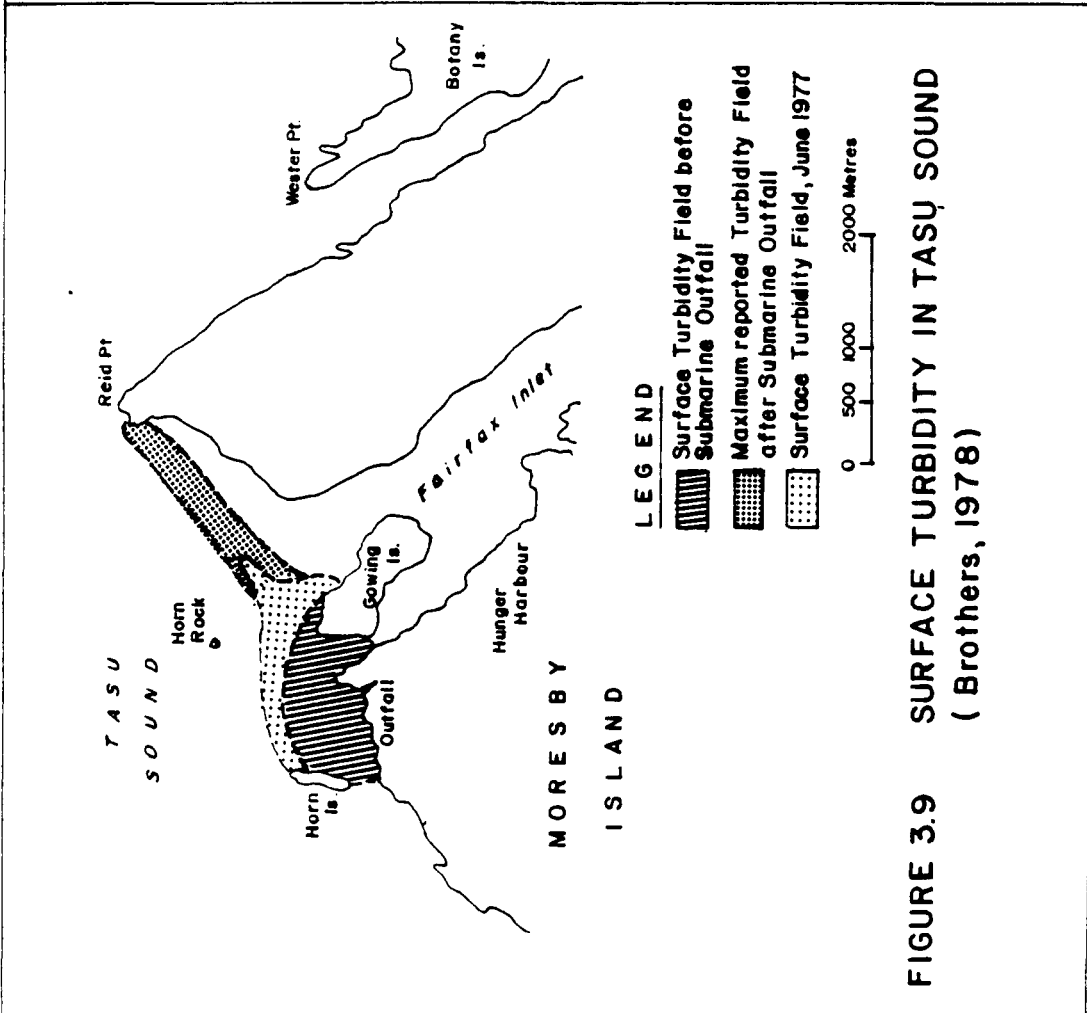 TASU
SOUND
Horn
Rock
Reid Pt
Wester Pt.
Botany
Is.
Horn
Is.
Outfall
Gowing
Is.
Fairfax Inlet
Hunger
Harbour
MORESBY
ISLAND
LEGEND
Surface Turbidity Field before
Submarine Outfall
Maximum reported Turbidity Field
after Submarine Outfall
Surface Turbidity Field, June 1977
0 500 1000 2000 Metres
FIGURE 3.9 SURFACE TURBIDITY IN TASU SOUND
( Brothers, 1978)